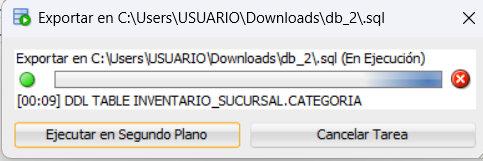 Exportar en C:\Users\USUARIO\Downloads\db_2\.sql
Exportar en C:\Users\USUARIO\Downloads\db_2\.sql (En Ejecución)
[00:09] DDL TABLE INVENTARIO_SUCURSAL.CATEGORIA
Ejecutar en Segundo Plano
Cancelar Tarea